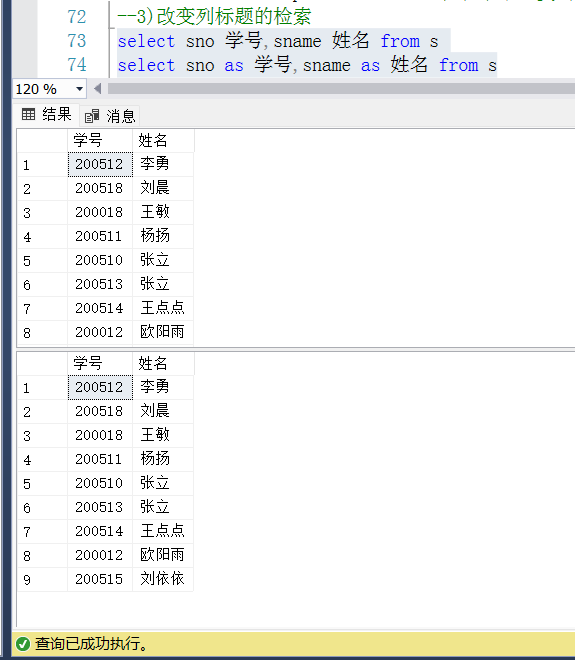 72 --3)改变列标题的检索
73 select sno 学号,sname 姓名 from s
74 select sno as 学号,sname as 姓名 from s
120 %
结果 消息
学号 姓名
1 200512 李勇
2 200518 刘晨
3 200018 王敏
4 200511 杨扬
5 200510 张立
6 200513 张立
7 200514 王点点
8 200012 欧阳雨
学号 姓名
1 200512 李勇
2 200518 刘晨
3 200018 王敏
4 200511 杨扬
5 200510 张立
6 200513 张立
7 200514 王点点
8 200012 欧阳雨
9 200515 刘依依
查询已成功执行。